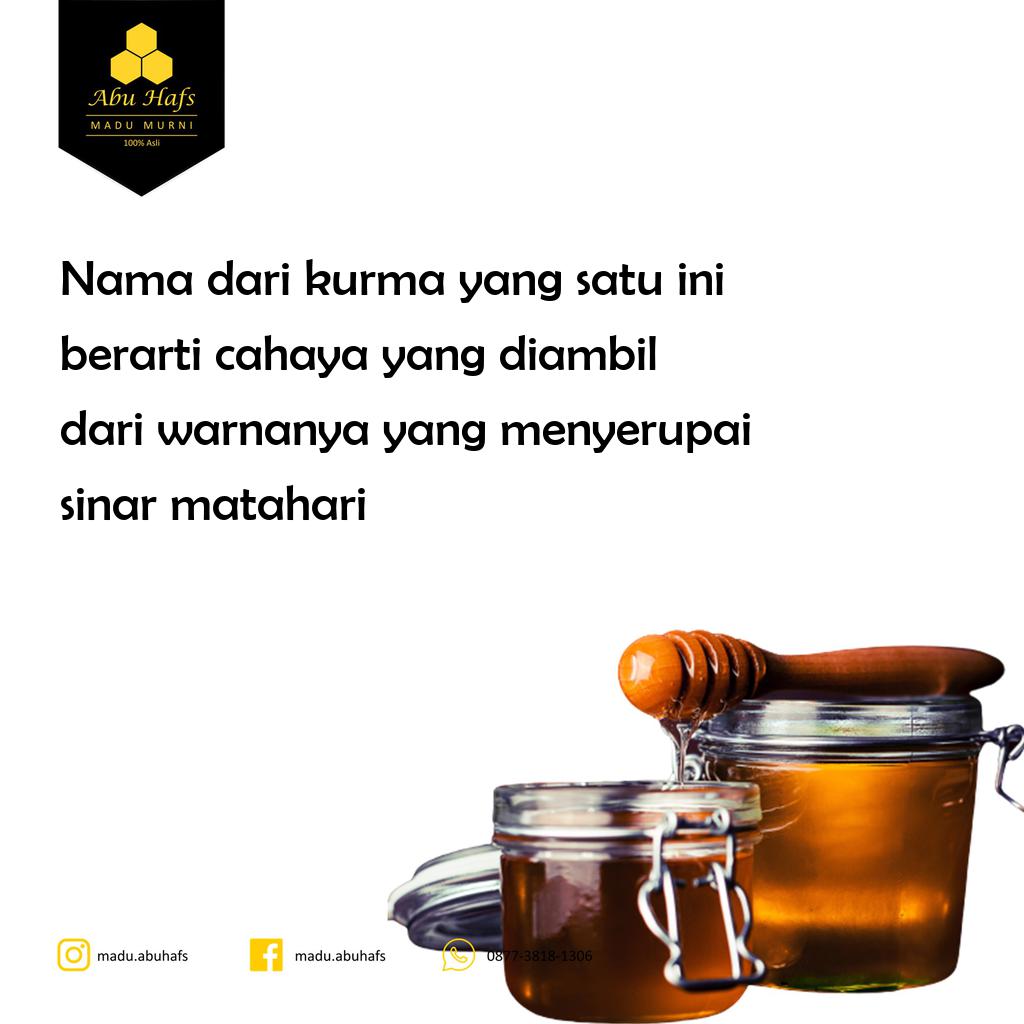 Abu Hafs
MADU MURNI
100% Asli
Nama dari kurma yang satu ini
berarti cahaya yang diambil
dari warnanya yang menyerupai
sinar matahari
madu.abuhafs
madu.abuhafs
0877-3818-1306